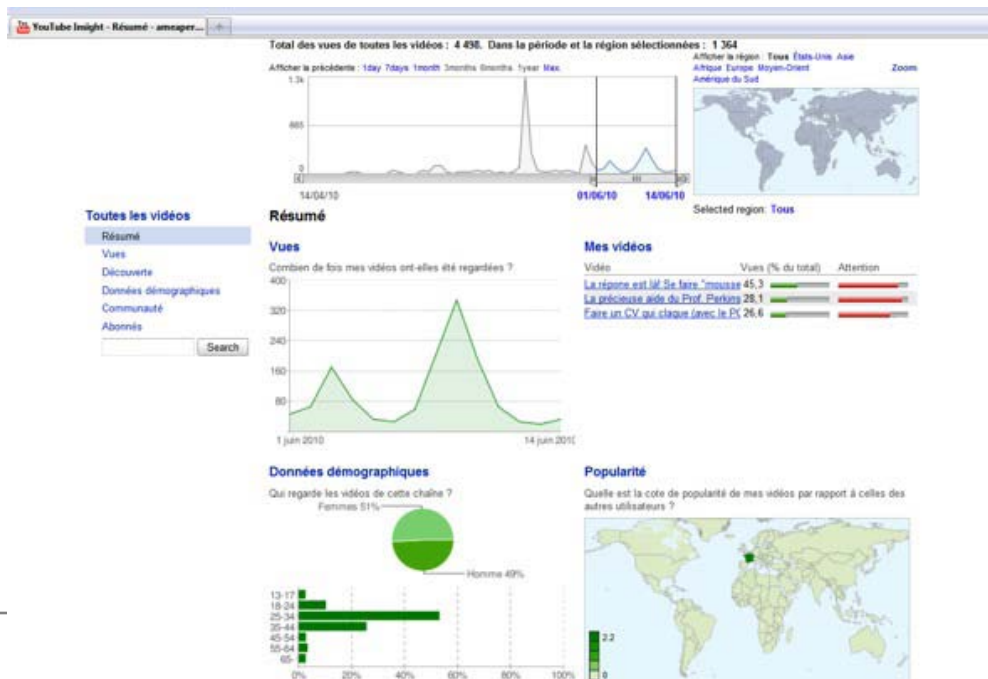 YouTube Insight - Résumé - ameaper...
Total des vues de toutes les vidéos : 4 498. Dans la période et la région sélectionnées : 1 364
Afficher la précédente : 1day 7days 1month 3months 6months 1year Max.
Afficher la région : Tous États-Unis Asie
Afrique Europe Moyen-Orient Zoom
Amérique du Sud
1.3k
665
0
14/04/10 01/06/10 14/06/10
Selected region: Tous
Toutes les vidéos
Résumé
Vues
Découverte
Données démographiques
Communauté
Abonnés
Search
Résumé
Vues
Combien de fois mes vidéos ont-elles été regardées ?
400
320
240
160
80
1 juin 2010 14 juin 2010
Mes vidéos
Vidéo Vues (% du total) Attention
La répone est là! Se faire "mousse 45,3
La précieuse aide du Prof. Perkins 28,1
Faire un CV qui claque (avec le P( 26,6
Données démographiques
Qui regarde les vidéos de cette chaîne ?
Femmes 51%
Homme 49%
13-17
18-24
25-34
35-44
45-54
55-64
65-
0% 20% 40% 60% 80% 100%
Popularité
Quelle est la cote de popularité de mes vidéos par rapport à celles des
autres utilisateurs ?
2.2
0